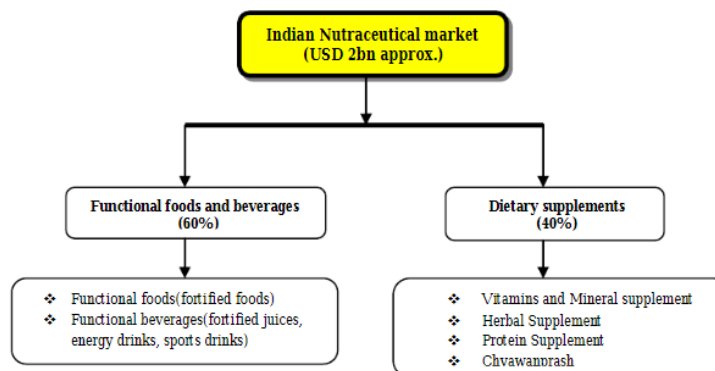 Indian Nutraceutical market
(USD 2bn approx.)
Functional foods and beverages
(60%)
Dietary supplements
(40%)
❖ Functional foods(fortified foods)
❖ Functional beverages(fortified juices,
energy drinks, sports drinks)
❖ Vitamins and Mineral supplement
❖ Herbal Supplement
❖ Protein Supplement
❖ Chyawanprash